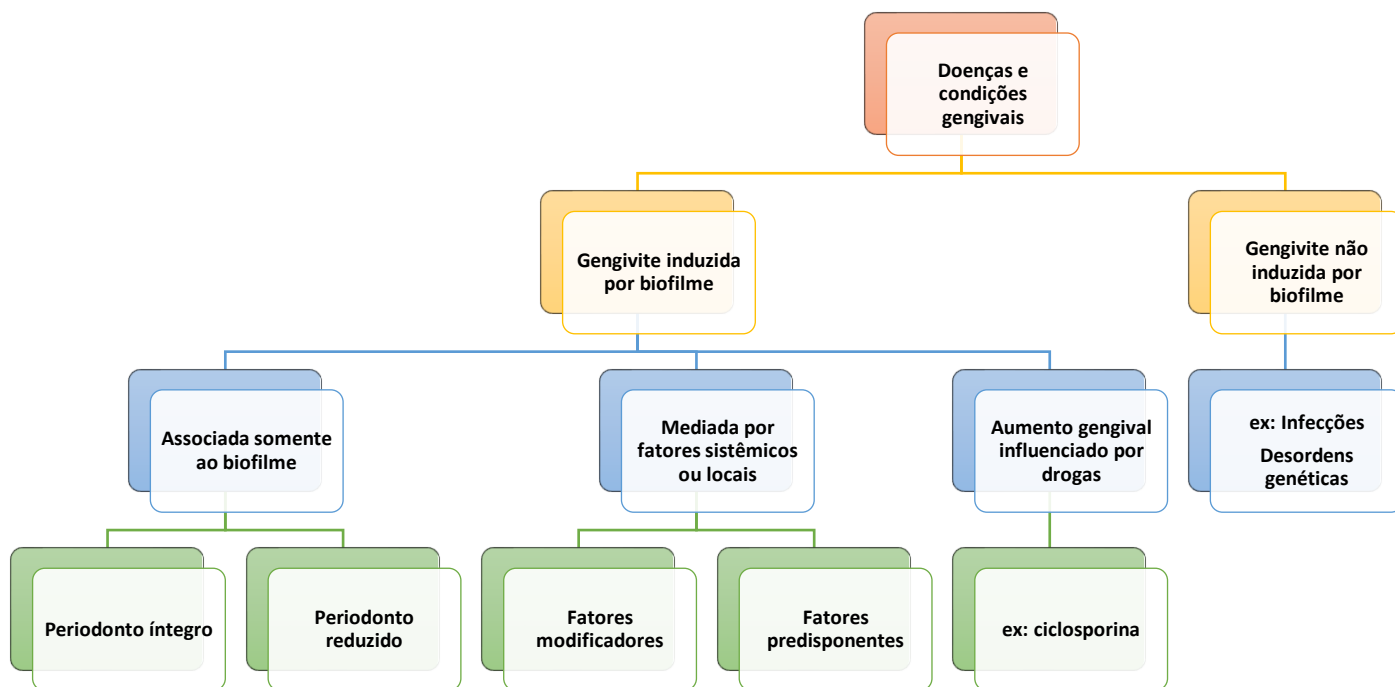 Doenças e
condições
gengivais
Gengivite induzida
por biofilme
Gengivite não
induzida por
biofilme
Associada somente
ao biofilme
Mediada por
fatores sistêmicos
ou locais
Aumento gengival
influenciado por
drogas
ex: Infecções
Desordens
genéticas
Periodonto íntegro
Periodonto
reduzido
Fatores
modificadores
Fatores
predisponentes
ex: ciclosporina